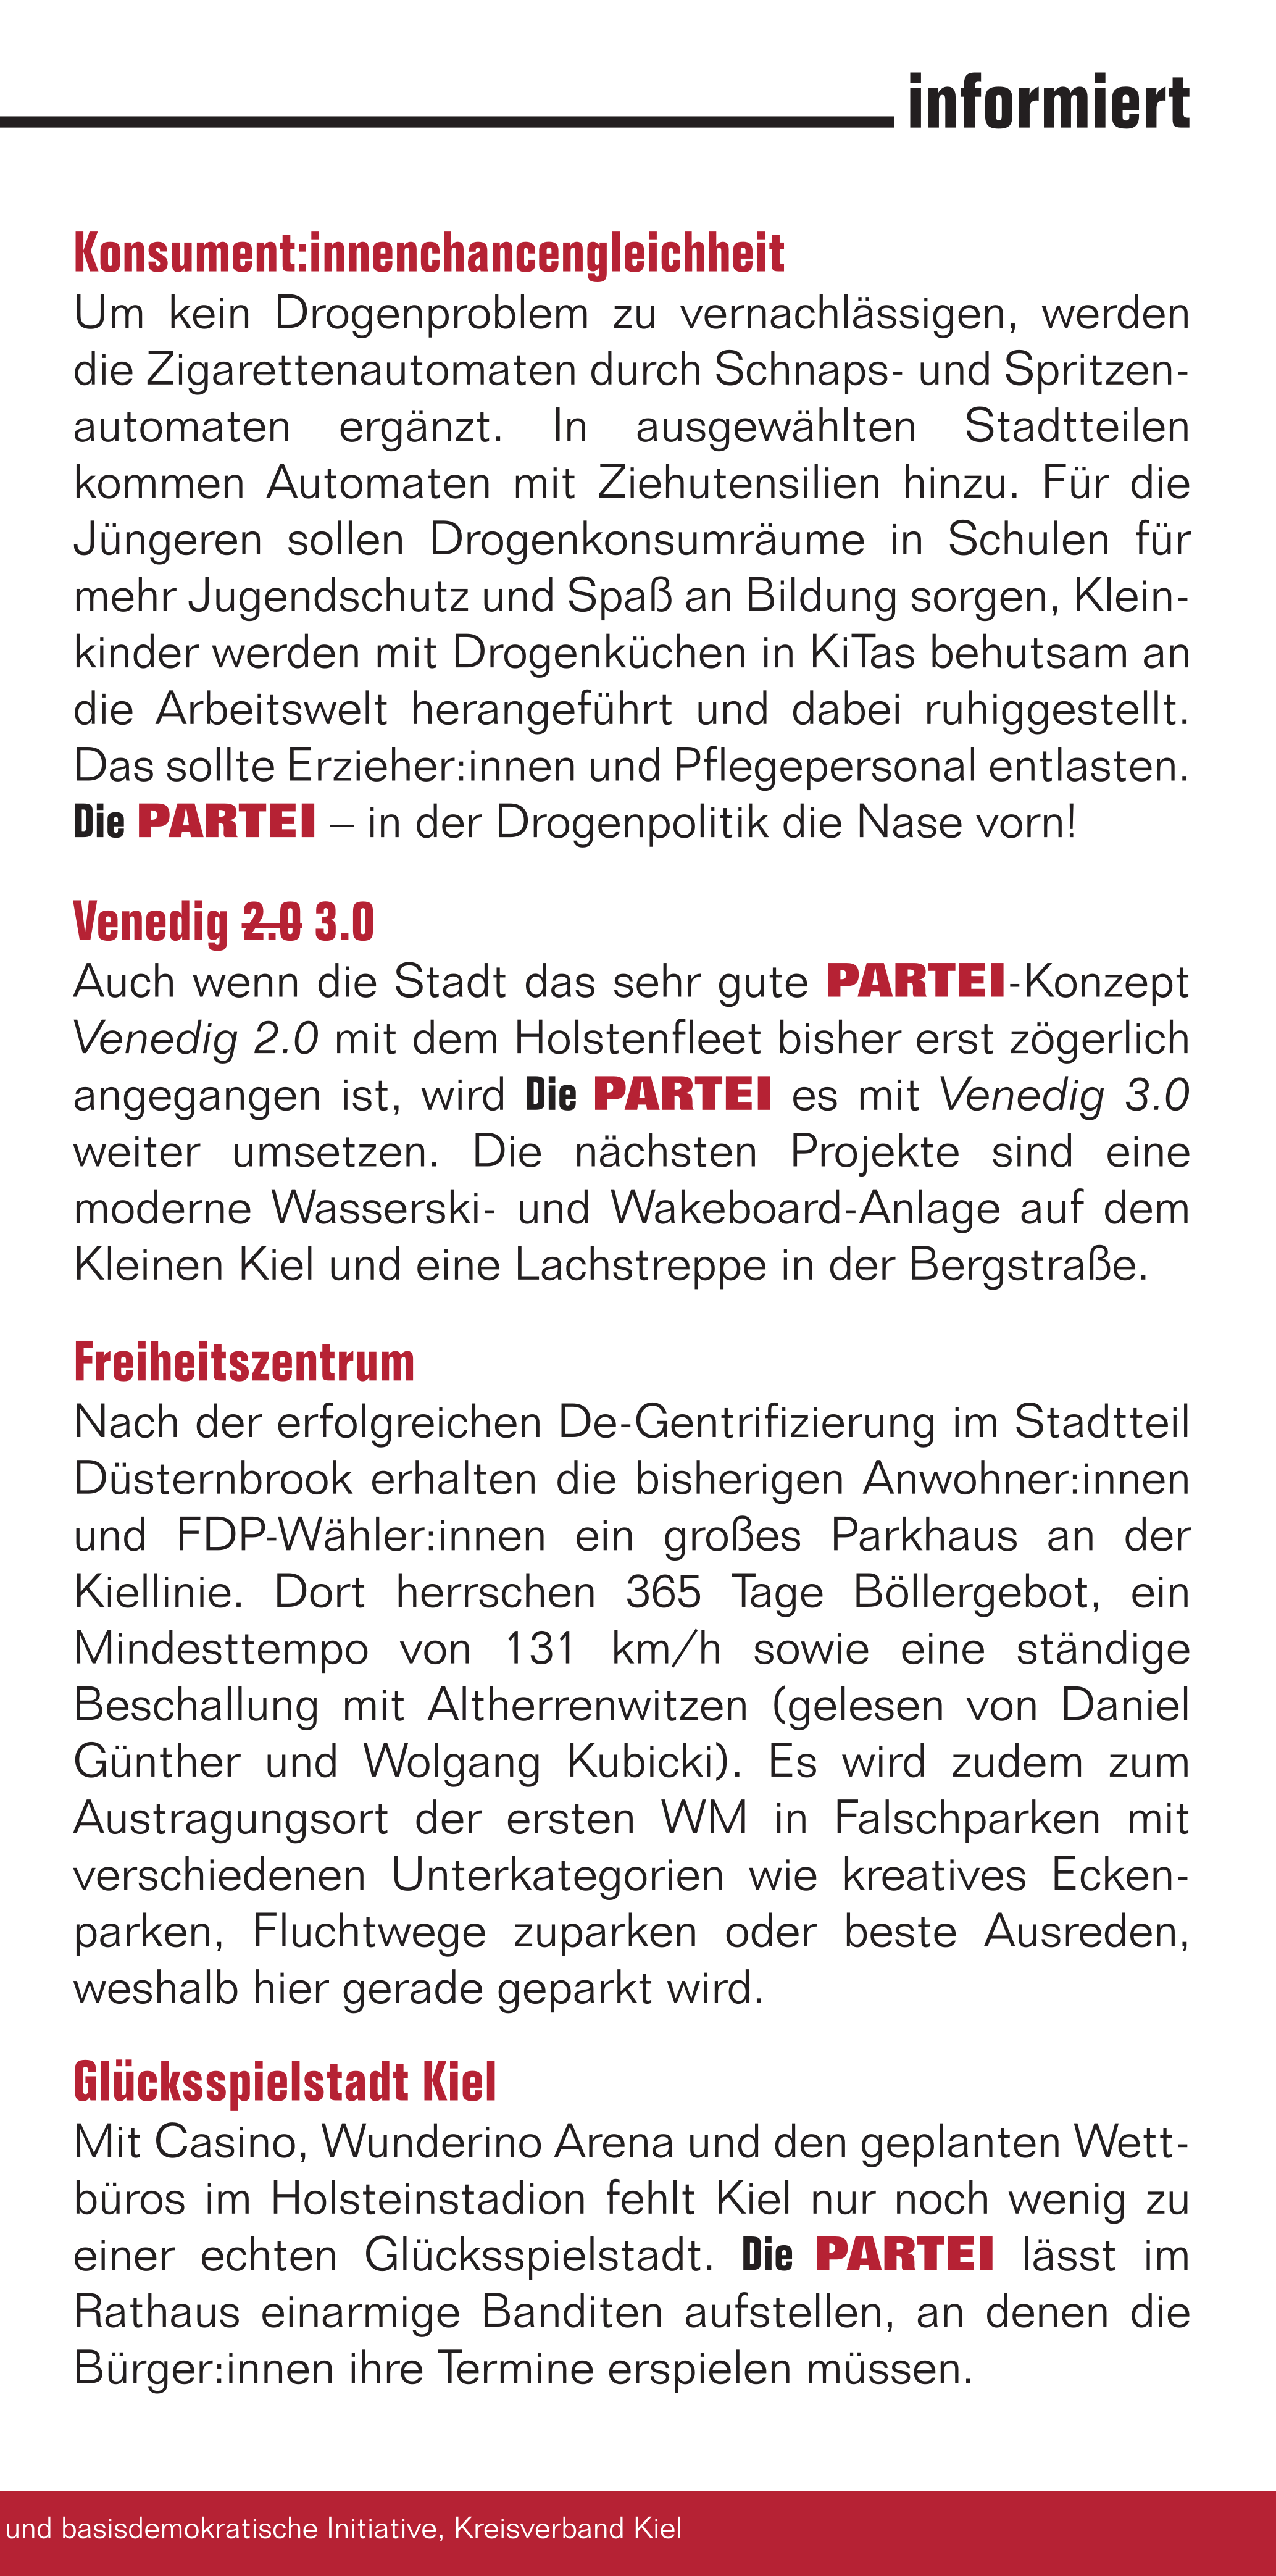 informiert
Konsument:innenchancengleichheit
Um kein Drogenproblem zu vernachlässigen, werden
die Zigarettenautomaten durch Schnaps- und Spritzen-
automaten ergänzt. In ausgewählten Stadtteilen
kommen Automaten mit Ziehutensilien hinzu. Für die
Jüngeren sollen Drogenkonsumräume in Schulen für
mehr Jugendschutz und Spaß an Bildung sorgen, Klein-
kinder werden mit Drogenküchen in KiTas behutsam an
die Arbeitswelt herangeführt und dabei ruhiggestellt.
Das sollte Erzieher:innen und Pflegepersonal entlasten.
Die PARTEI – in der Drogenpolitik die Nase vorn!
Venedig 2.0 3.0
Auch wenn die Stadt das sehr gute PARTEI-Konzept
Venedig 2.0 mit dem Holstenfleet bisher erst zögerlich
angegangen ist, wird Die PARTEI es mit Venedig 3.0
weiter umsetzen. Die nächsten Projekte sind eine
moderne Wasserski- und Wakeboard-Anlage auf dem
Kleinen Kiel und eine Lachstreppe in der Bergstraße.
Freiheitszentrum
Nach der erfolgreichen De-Gentrifizierung im Stadtteil
Düsternbrook erhalten die bisherigen Anwohner:innen
und FDP-Wähler:innen ein großes Parkhaus an der
Kiellinie. Dort herrschen 365 Tage Böllergebot, ein
Mindesttempo von 131 km/h sowie eine ständige
Beschallung mit Altherrenwitzen (gelesen von Daniel
Günther und Wolgang Kubicki). Es wird zudem zum
Austragungsort der ersten WM in Falschparken mit
verschiedenen Unterkategorien wie kreatives Ecken-
parken, Fluchtwege zuparken oder beste Ausreden,
weshalb hier gerade geparkt wird.
Glücksspielstadt Kiel
Mit Casino, Wunderino Arena und den geplanten Wett-
büros im Holsteinstadion fehlt Kiel nur noch wenig zu
einer echten Glücksspielstadt. Die PARTEI lässt im
Rathaus einarmige Banditen aufstellen, an denen die
Bürger:innen ihre Termine erspielen müssen.
und basisdemokratische Initiative, Kreisverband Kiel